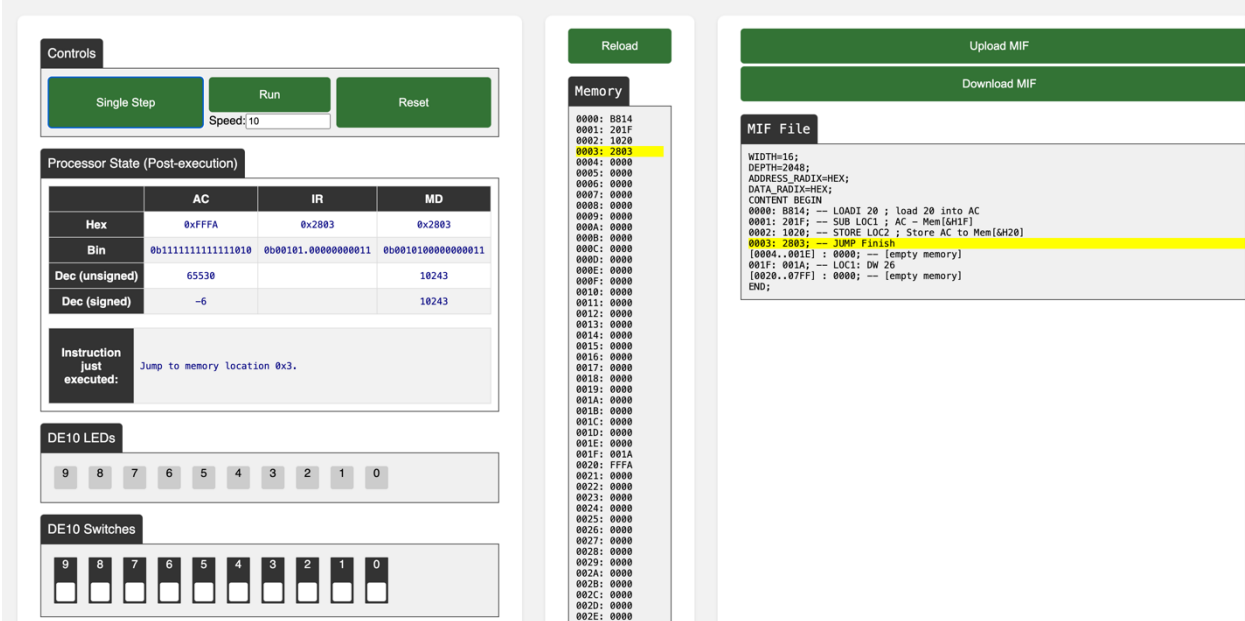 Controls
Single Step
Run
Speed: 10
Reset
Processor State (Post-execution)
AC IR MD
Hex 0xFFFA 0x2803 0x2803
Bin 0b1111111111111010 0b00101.00000000011 0b0010100000000011
Dec (unsigned) 65530 10243
Dec (signed) -6 10243
Instruction
just
executed:
Jump to memory location 0x3.
DE10 LEDs
9 8 7 6 5 4 3 2 1 0
DE10 Switches
9 8 7 6 5 4 3 2 1 0
Reload
Memory
0000: B814
0001: 201F
0002: 1020
0003: 2803
0004: 0000
0005: 0000
0006: 0000
0007: 0000
0008: 0000
0009: 0000
000A: 0000
000B: 0000
000C: 0000
000D: 0000
000E: 0000
000F: 0000
0010: 0000
0011: 0000
0012: 0000
0013: 0000
0014: 0000
0015: 0000
0016: 0000
0017: 0000
0018: 0000
0019: 0000
001A: 0000
001B: 0000
001C: 0000
001D: 0000
001E: 0000
001F: 001A
0020: FFFA
0021: 0000
0022: 0000
0023: 0000
0024: 0000
0025: 0000
0026: 0000
0027: 0000
0028: 0000
0029: 0000
002A: 0000
002B: 0000
002C: 0000
002D: 0000
002E: 0000
Upload MIF
Download MIF
MIF File
WIDTH=16;
DEPTH=2048;
ADDRESS_RADIX=HEX;
DATA_RADIX=HEX;
CONTENT BEGIN
0000: B814; -- LOADI 20 ; load 20 into AC
0001: 201F; -- SUB LOC1 ; AC - Mem[&H1F]
0002: 1020; -- STORE LOC2 ; Store AC to Mem[&H20]
0003: 2803; -- JUMP Finish
[0004..001E] : 0000; -- [empty memory]
001F: 001A; -- LOC1: DW 26
[0020..07FF] : 0000; -- [empty memory]
END;